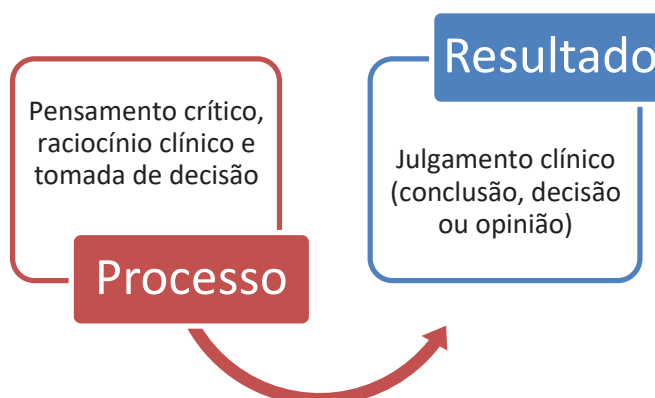 Pensamento crítico,
raciocínio clínico e
tomada de decisão
Processo
Resultado
Julgamento clínico
(conclusão, decisão
ou opinião)